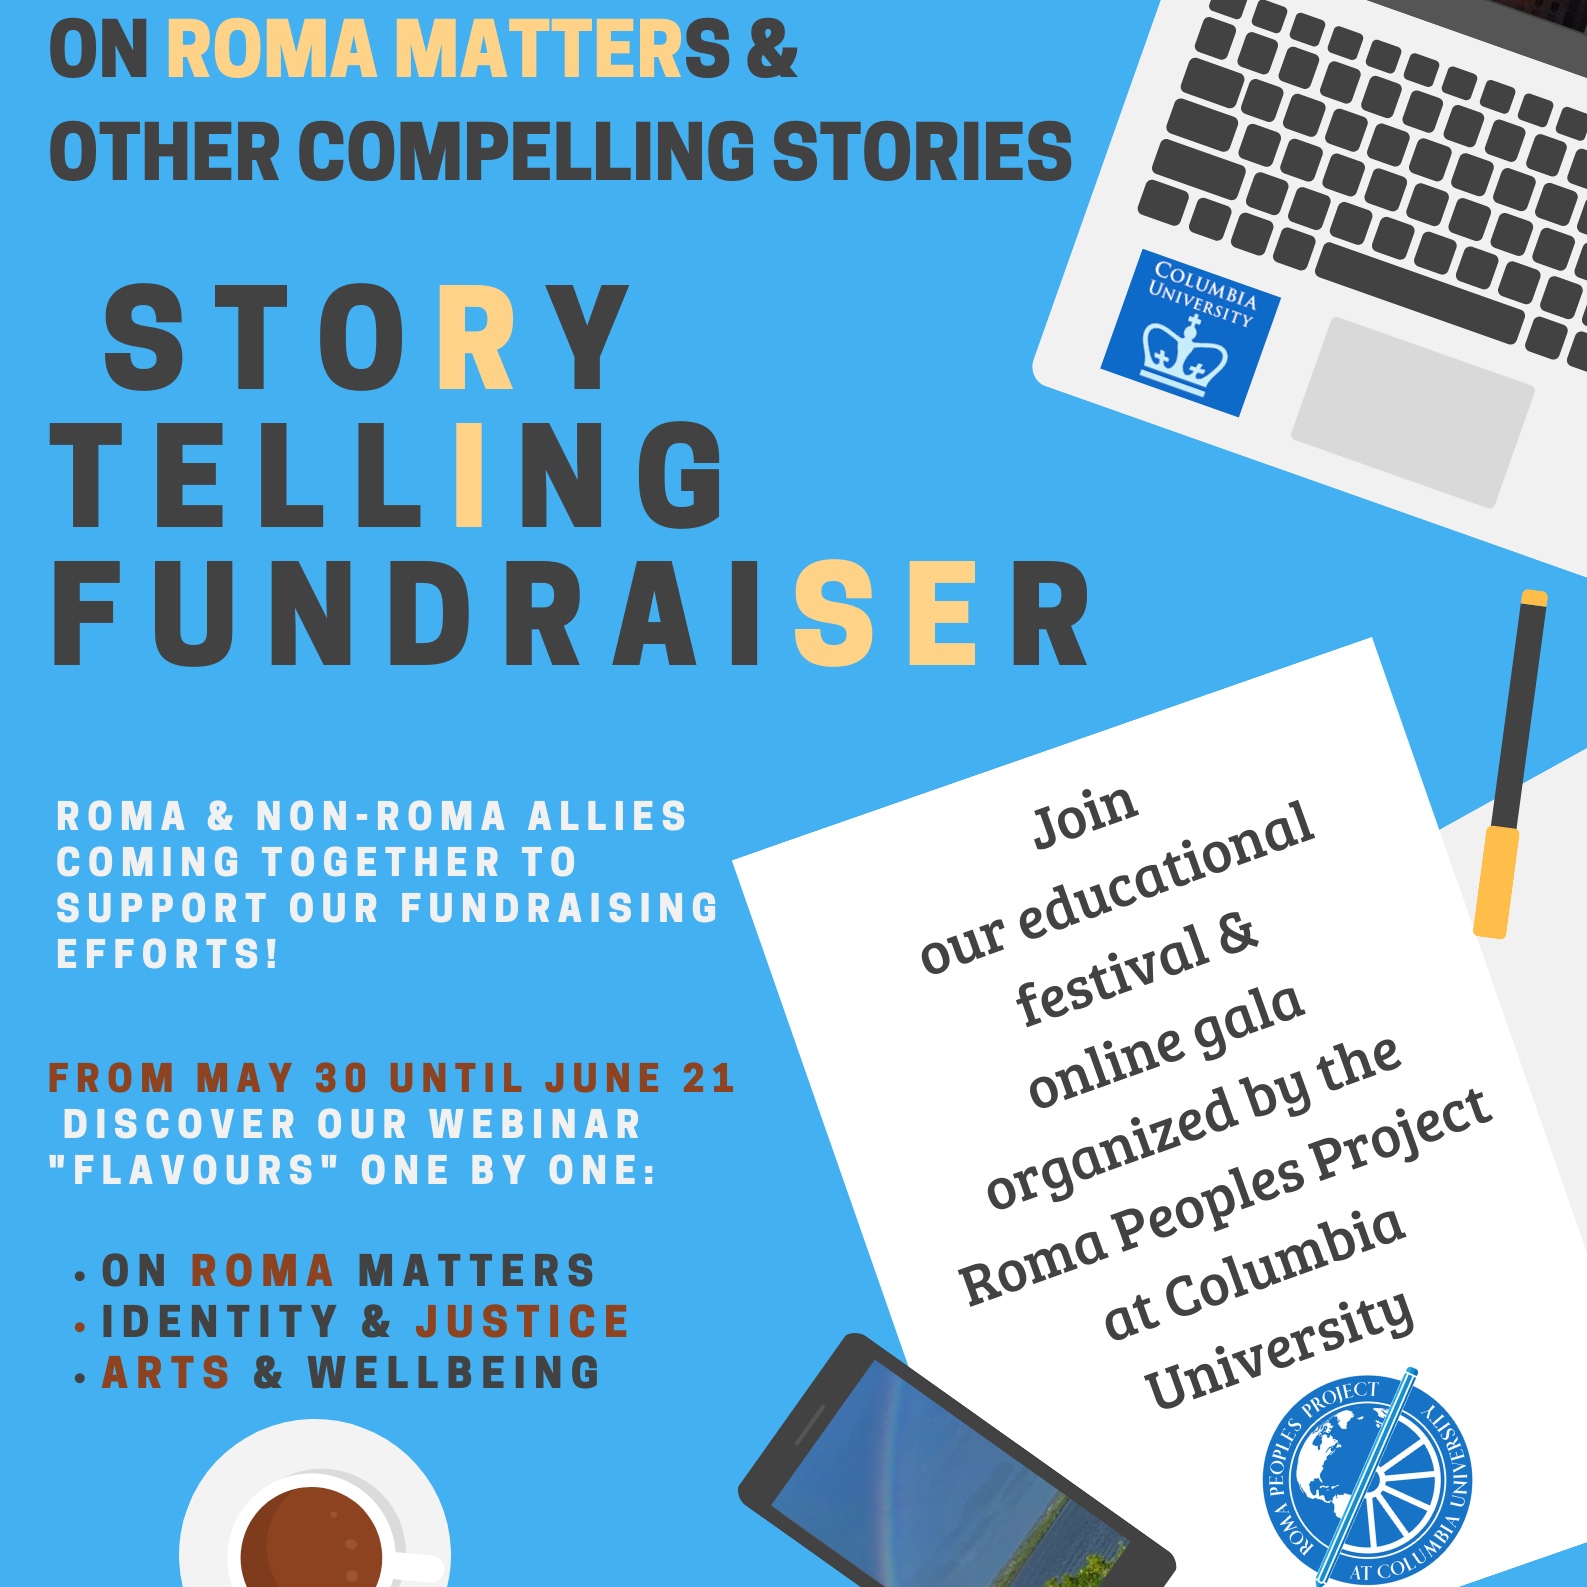 ON ROMA MATTERS &
OTHER COMPELLING STORIES
STORY
TELLING
FUNDRAISER
ROMA & NON-ROMA ALLIES
COMING TOGETHER TO
SUPPORT OUR FUNDRAISING
EFFORTS!
FROM MAY 30 UNTIL JUNE 21
DISCOVER OUR WEBINAR
"FLAVOURS" ONE BY ONE:
• ON ROMA MATTERS
• IDENTITY & JUSTICE
• ARTS & WELLBEING
COLUMBIA
UNIVERSITY
Join
our educational
festival &
online gala
organized by the
Roma Peoples Project
at Columbia
University
ROMA PEOPLES PROJECT
AT COLUMBIA UNIVERSITY